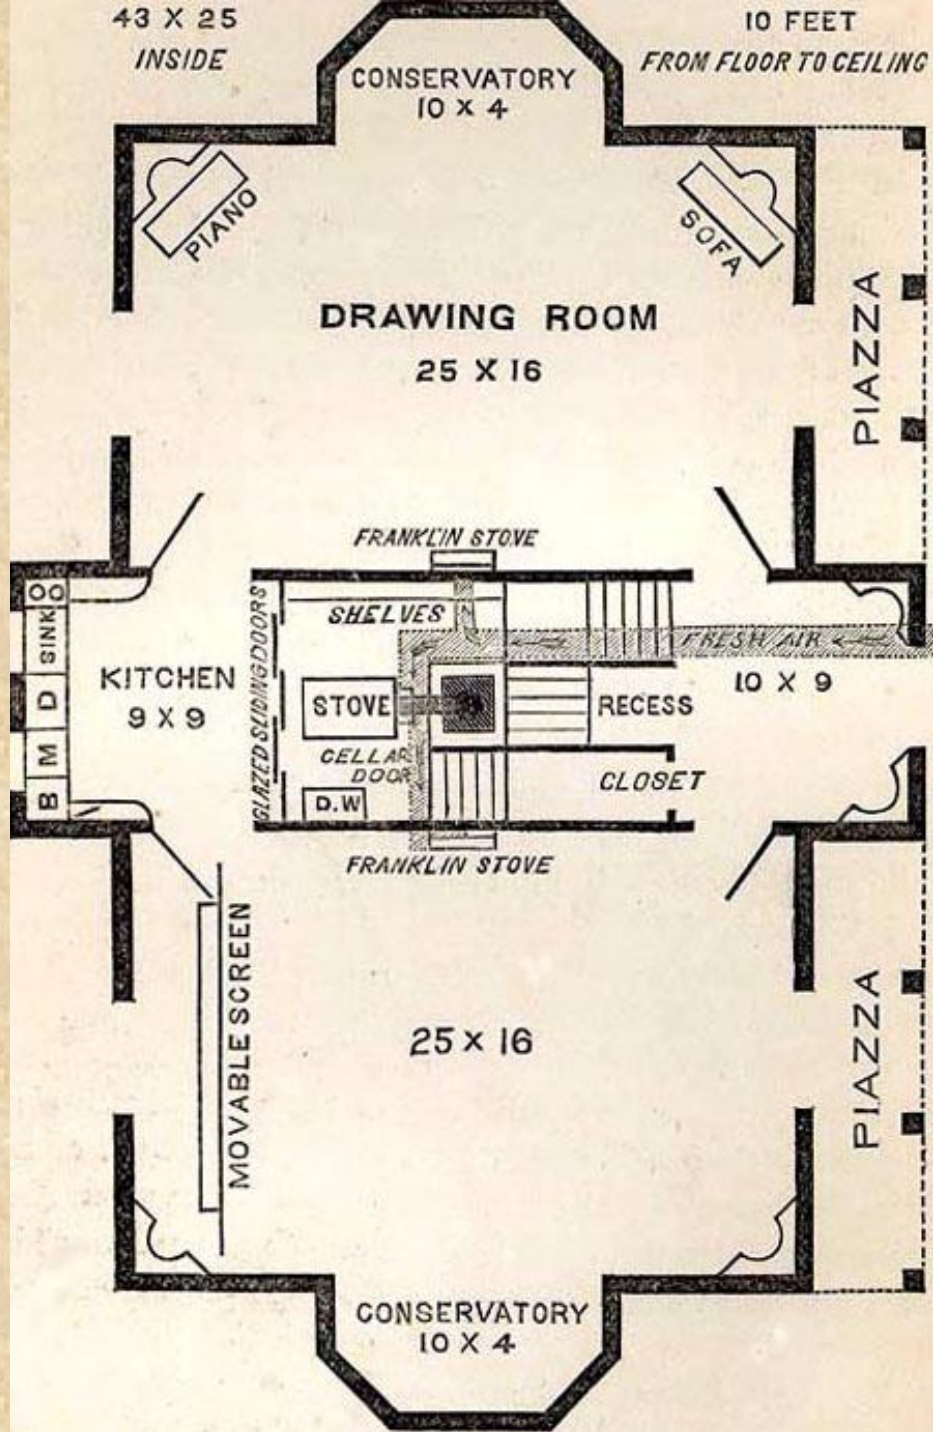 43 X 25
INSIDE
10 FEET
FROM FLOOR TO CEILING
CONSERVATORY
10 X 4
PIANO
SOFA
DRAWING ROOM
25 X 16
PIAZZA
FRANKLIN STOVE
SHELVES
GLAZED SLIDING DOORS
FRESH AIR
SINK
D
M
B
KITCHEN
9 X 9
STOVE
RECESS
10 X 9
CELLAR
DOOR
CLOSET
D.W
FRANKLIN STOVE
MOVABLE SCREEN
25 X 16
PIAZZA
CONSERVATORY
10 X 4